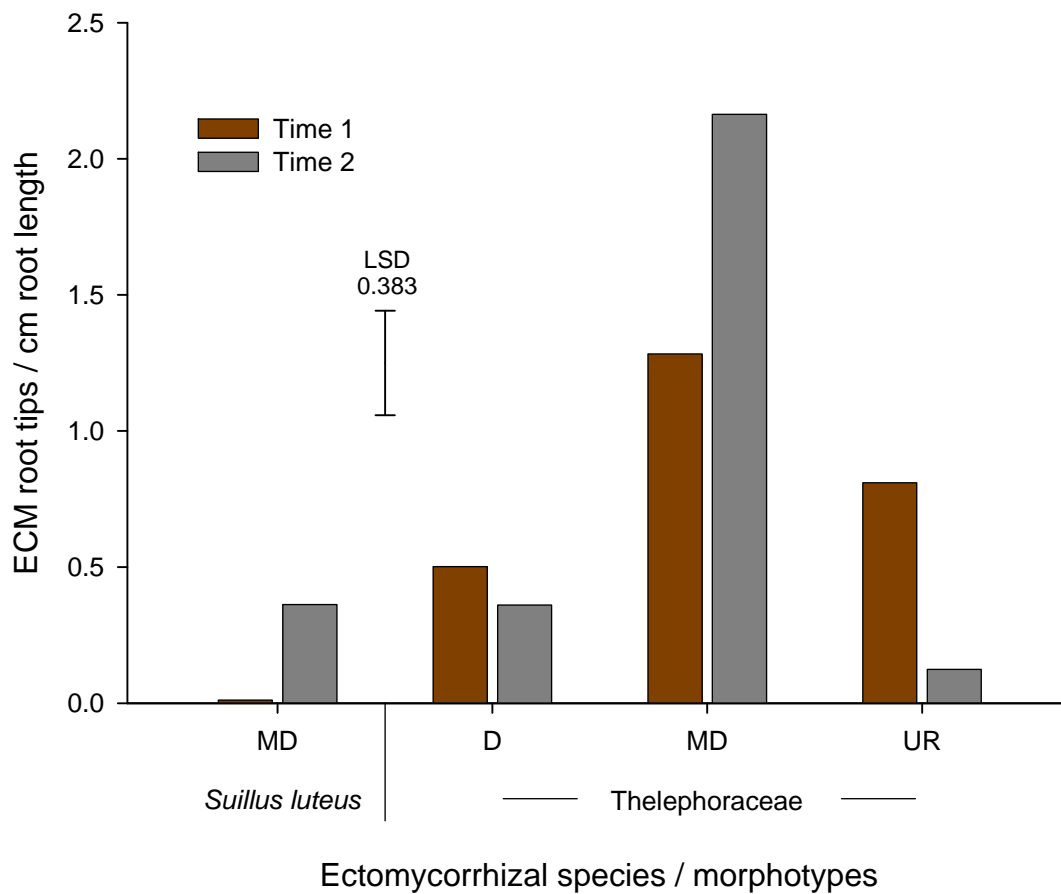 2.5
2.0
1.5
1.0
0.5
0.0
ECM root tips / cm root length
Time 1
Time 2
LSD
0.383
MD D MD UR
Suillus luteus Thelephoraceae
Ectomycorrhizal species / morphotypes